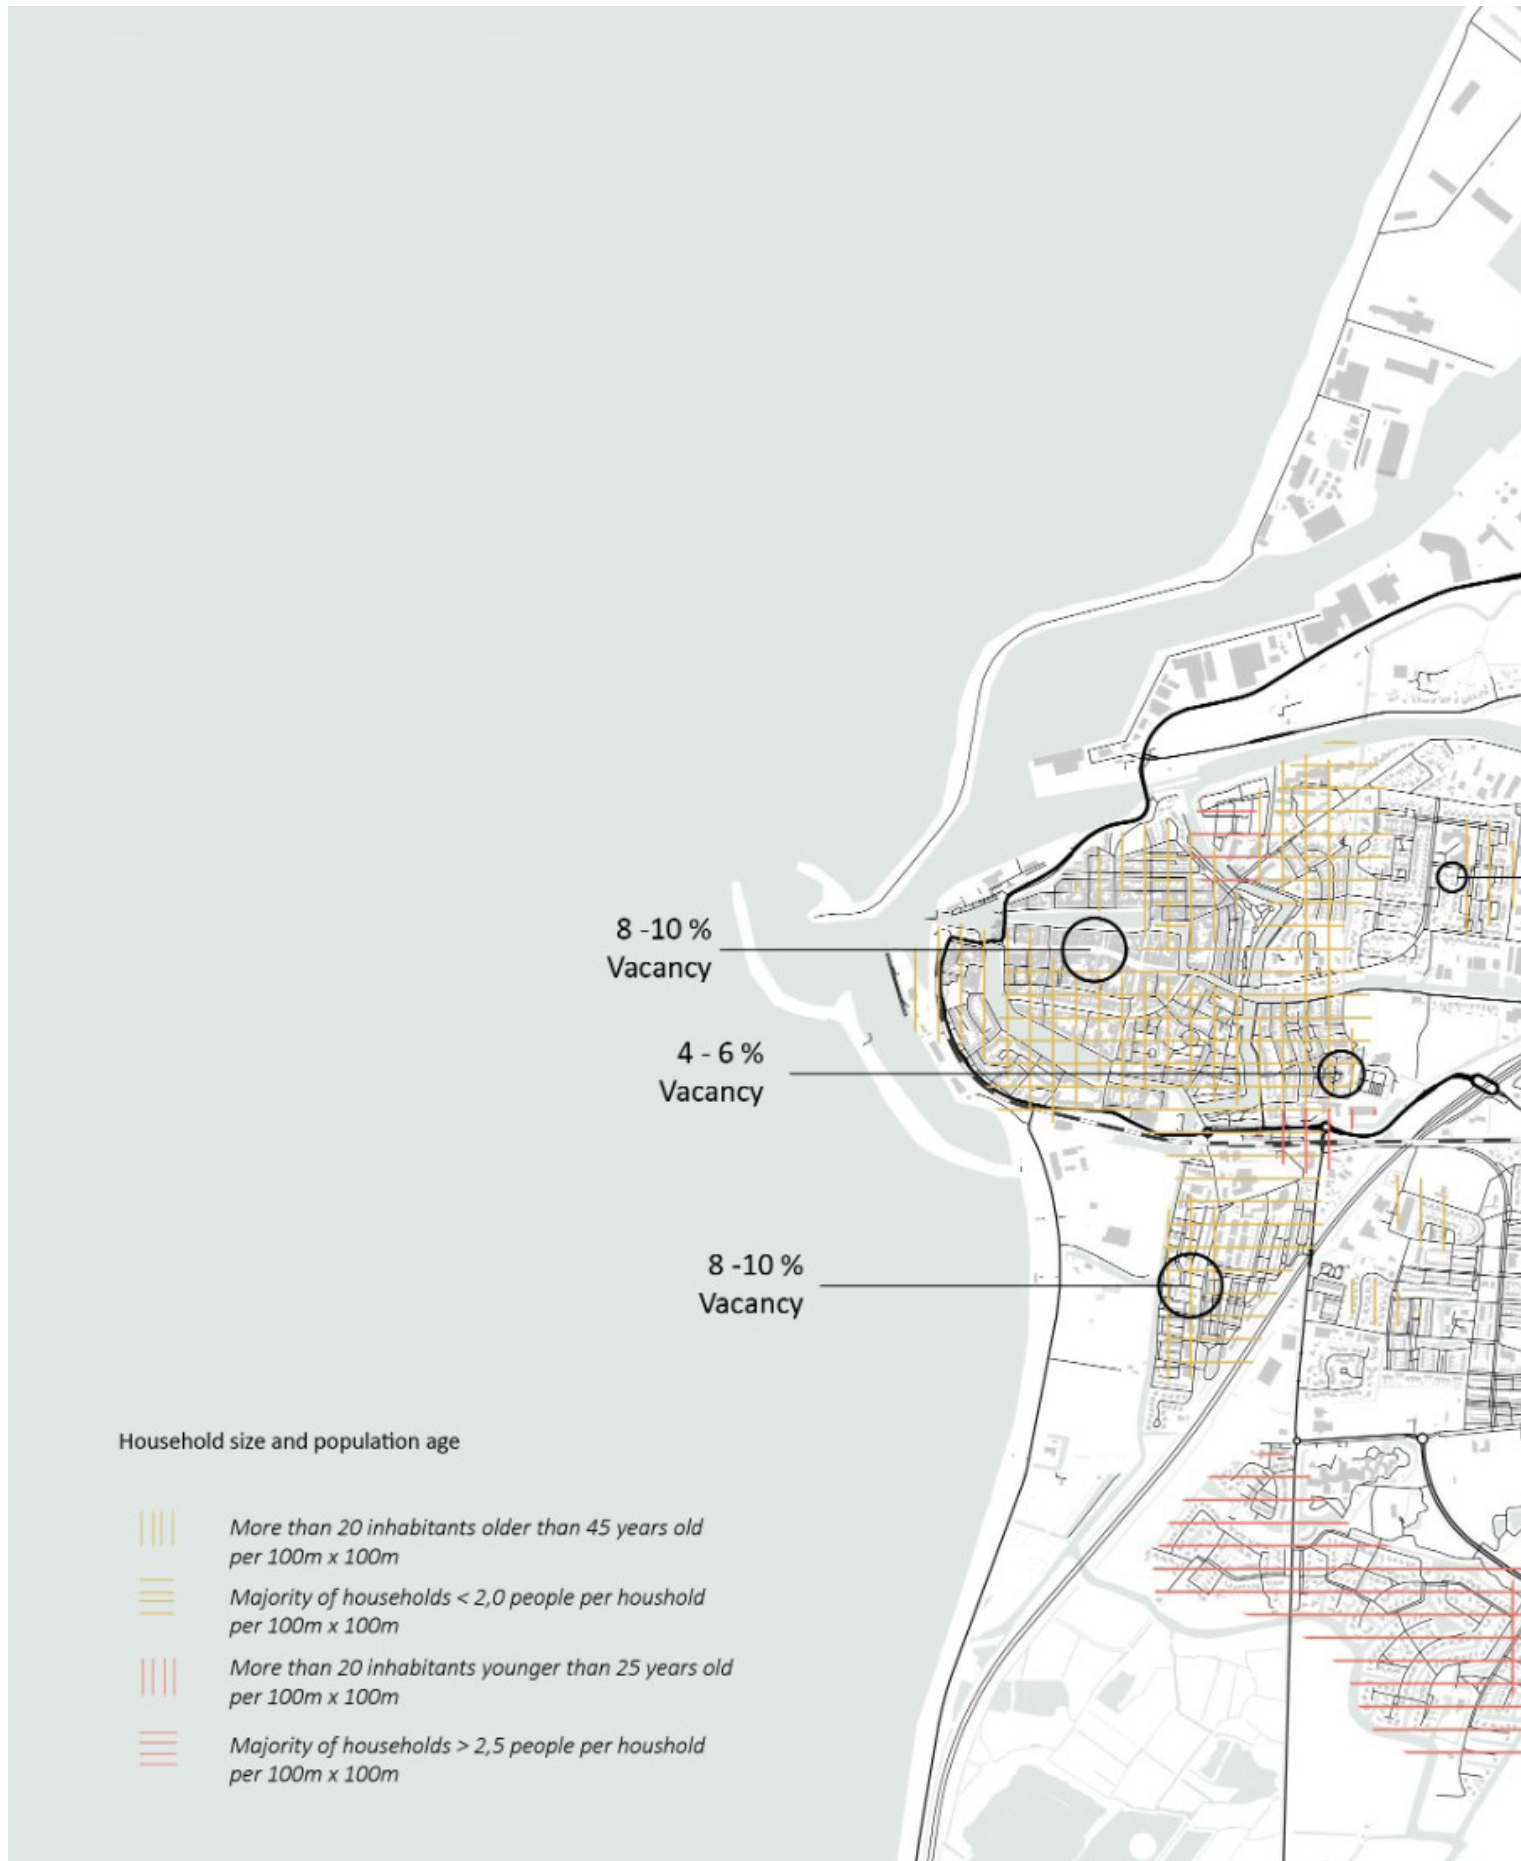 8 -10 %
Vacancy
4 - 6 %
Vacancy
8 -10 %
Vacancy
Household size and population age
More than 20 inhabitants older than 45 years old
per 100m x 100m
Majority of households < 2,0 people per houshold
per 100m x 100m
More than 20 inhabitants younger than 25 years old
per 100m x 100m
Majority of households > 2,5 people per houshold
per 100m x 100m